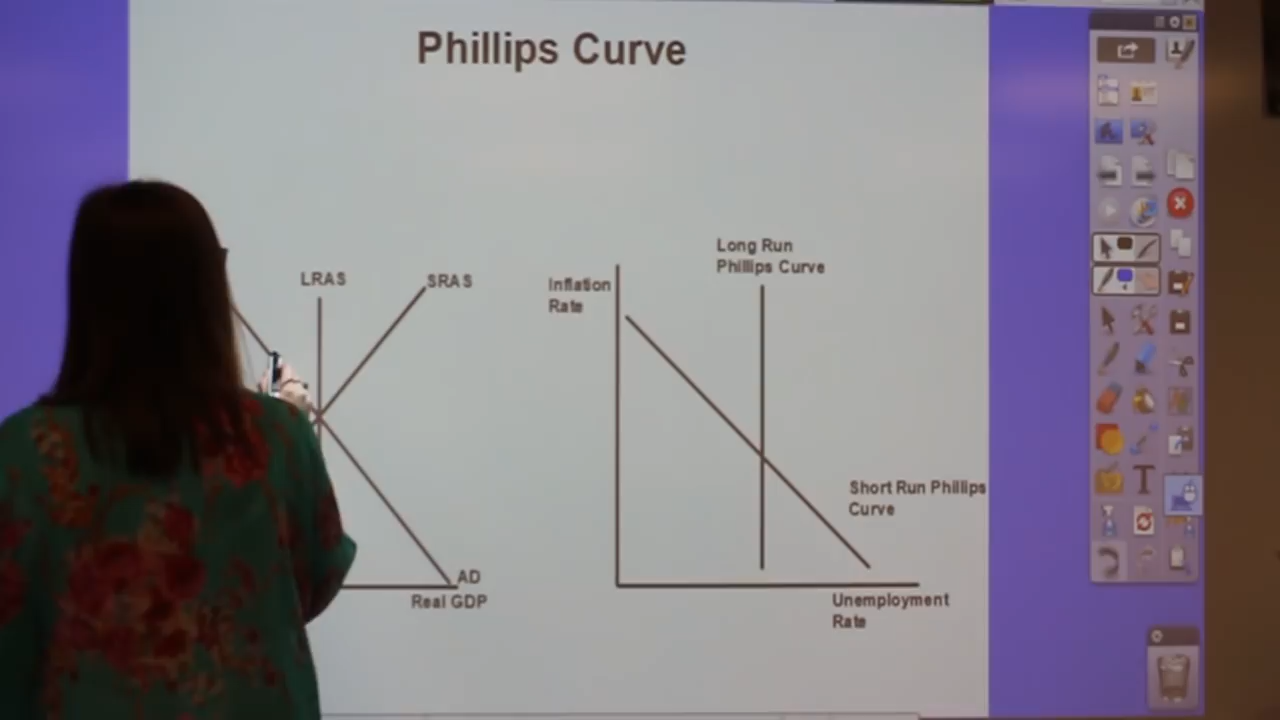 Phillips Curve
LRAS
SRAS
AD
Real GDP
Inflation
Rate
Long Run
Phillips Curve
Short Run Phillips
Curve
Unemployment
Rate
T